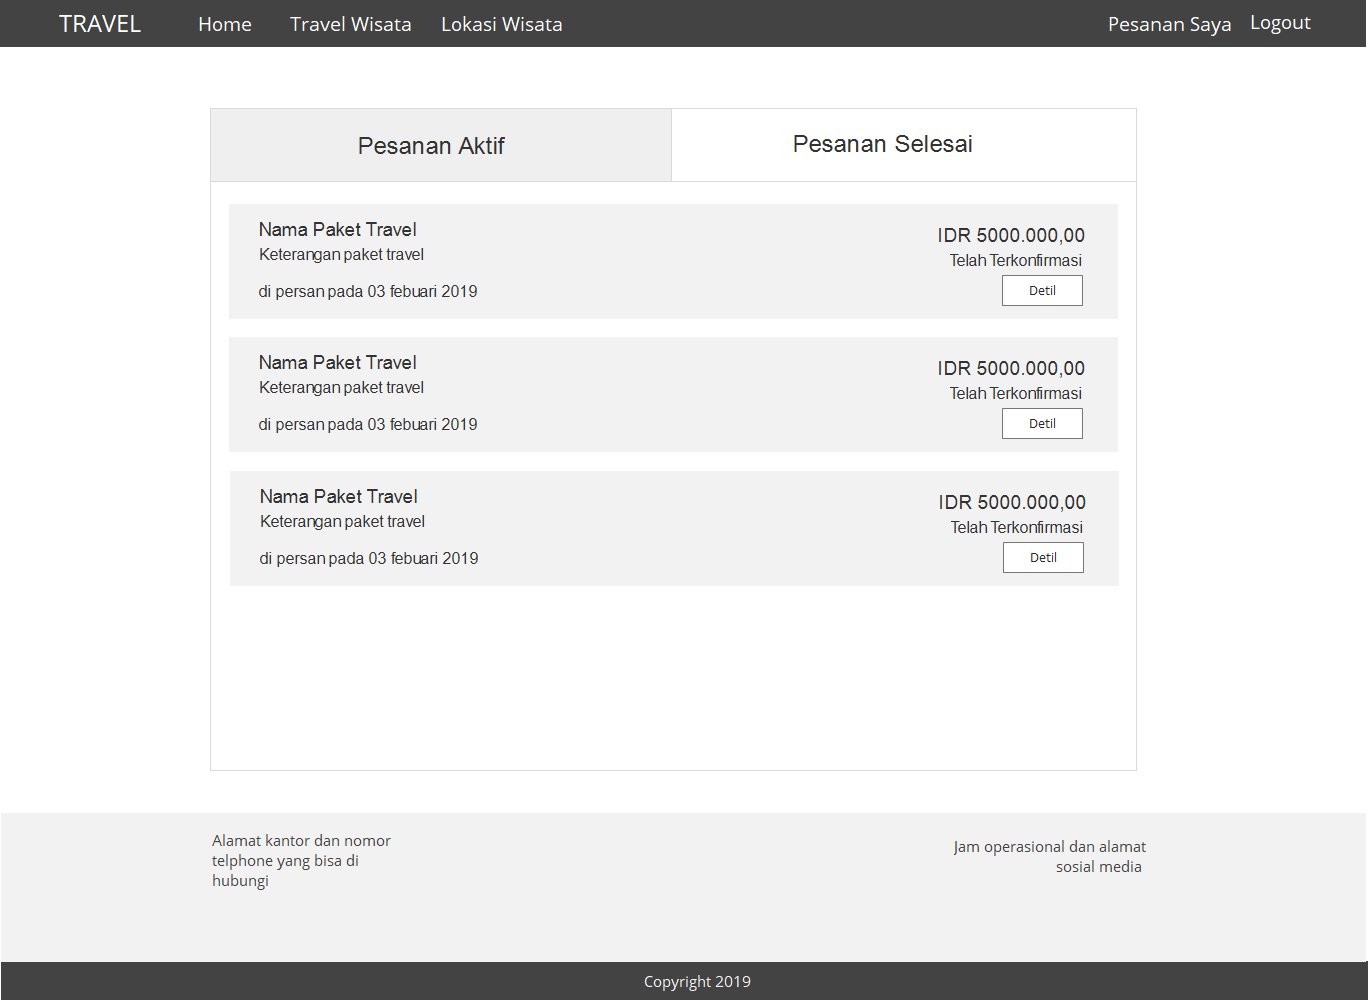 TRAVEL Home Travel Wisata Lokasi Wisata Pesanan Saya Logout
Pesanan Aktif Pesanan Selesai
Nama Paket Travel
Keterangan paket travel
di persan pada 03 febuari 2019
IDR 5000.000,00
Telah Terkonfirmasi
Detil
Nama Paket Travel
Keterangan paket travel
di persan pada 03 febuari 2019
IDR 5000.000,00
Telah Terkonfirmasi
Detil
Nama Paket Travel
Keterangan paket travel
di persan pada 03 febuari 2019
IDR 5000.000,00
Telah Terkonfirmasi
Detil
Alamat kantor dan nomor
telphone yang bisa di
hubungi
Jam operasional dan alamat
sosial media
Copyright 2019